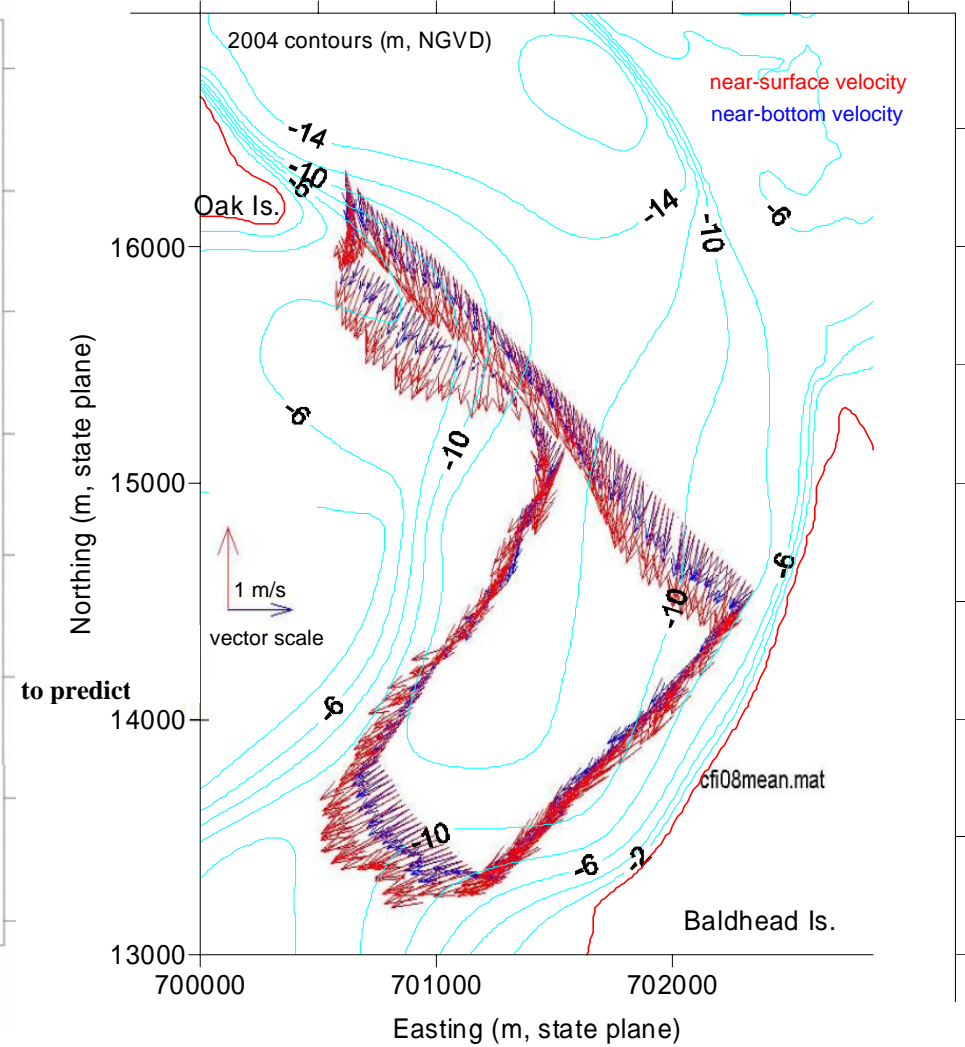 2004 contours (m, NGVD)
near-surface velocity
near-bottom velocity
-14
-10
-6
Oak Is.
-14
-10
-6
16000
-6
-10
15000
Northing (m, state plane)
1 m/s
vector scale
-6
-10
to predict
-6
14000
cfi08mean.mat
-10
-6
-2
Baldhead Is.
13000
700000
701000
702000
Easting (m, state plane)